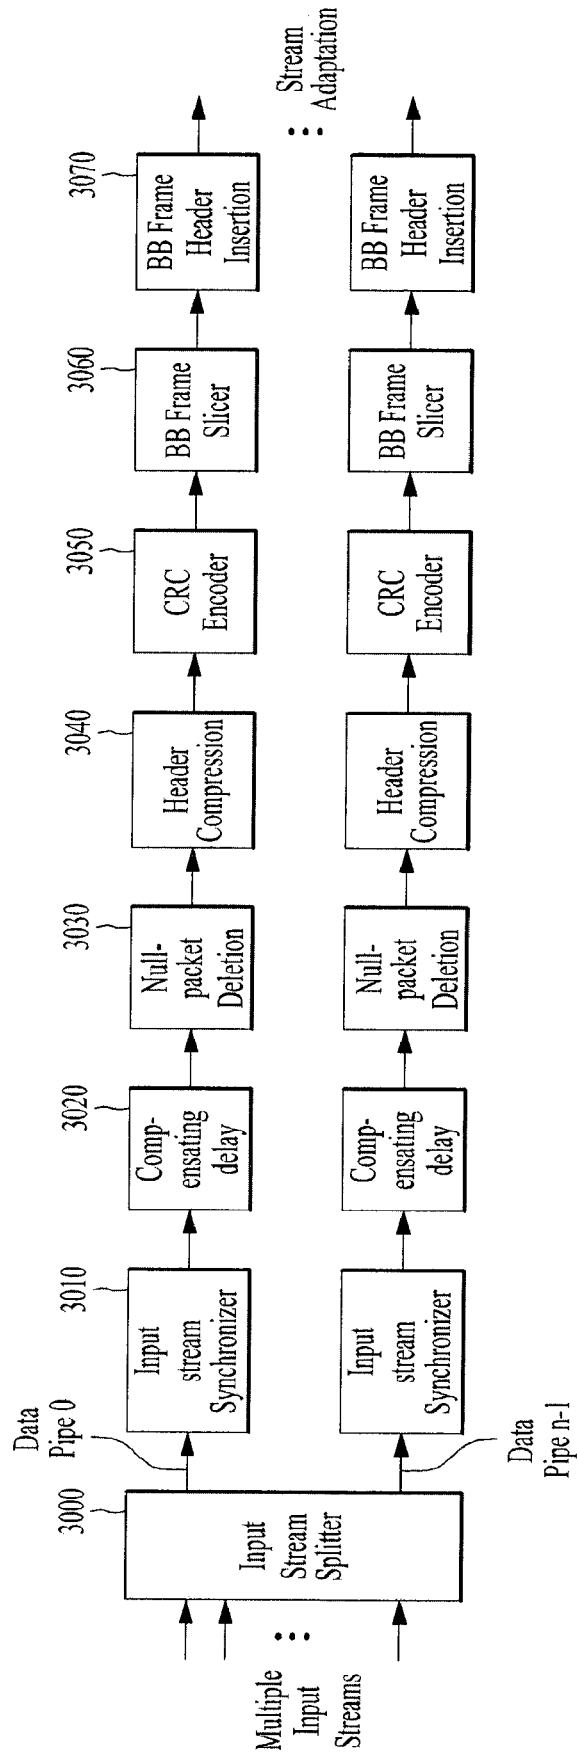 Multiple
Input
Streams
3000
Input
Stream
Splitter
Data
Pipe 0
3010
Input
stream
Synchronizer
3020
Comp-
ensating
delay
3030
Null-
packet
Deletion
3040
Header
Compression
3050
CRC
Encoder
3060
BB Frame
Slicer
3070
BB Frame
Header
Insertion
Stream
Adaptation
Data
Pipe n-1
Input
stream
Synchronizer
Comp-
ensating
delay
Null-
packet
Deletion
Header
Compression
CRC
Encoder
BB Frame
Slicer
BB Frame
Header
Insertion